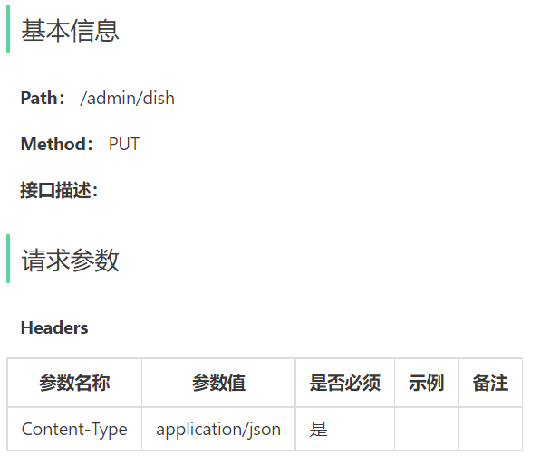 基本信息
Path： /admin/dish
Method： PUT
接口描述：
请求参数
Headers
参数名称 参数值 是否必须 示例 备注
Content-Type application/json 是